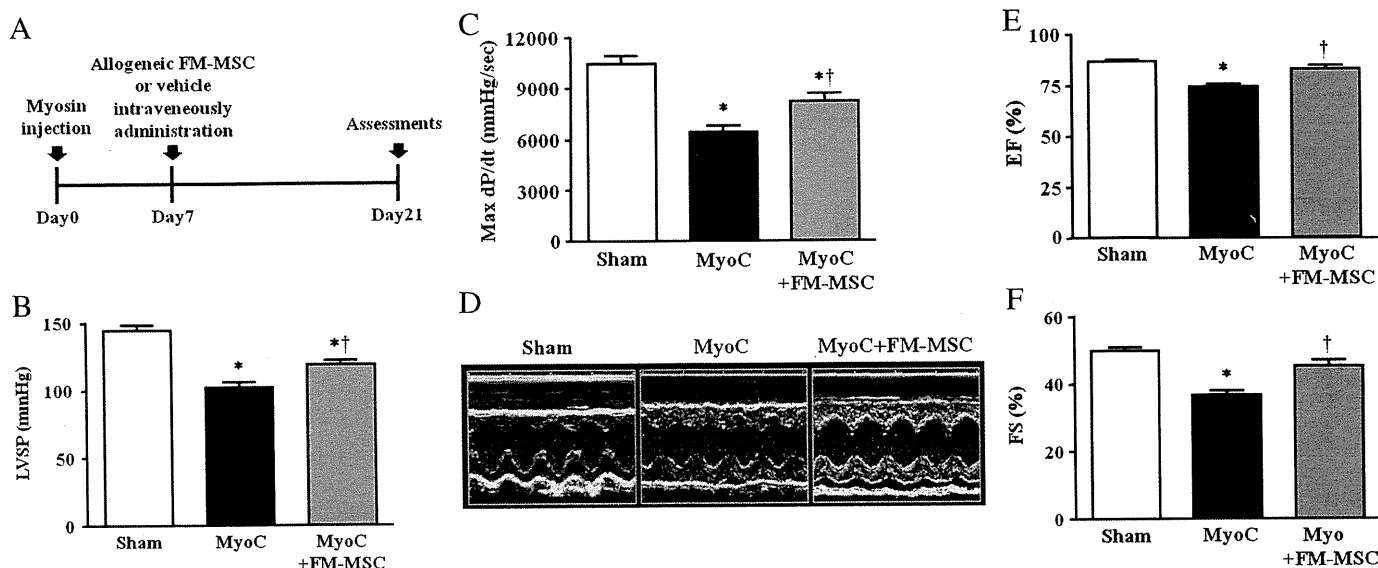 A
Myosin
injection
Allogeneic FM-MSC
or vehicle
intraveneously
administration
Assessments
Day0
Day7
Day21
B
LVSP (mmHg)
150
100
50
0
*
*†
Sham
MyoC
MyoC
+FM-MSC
C
Max dP/dt (mmHg/sec)
12000
9000
6000
3000
0
*
*†
Sham
MyoC
MyoC
+FM-MSC
D
Sham
MyoC
MyoC+FM-MSC
E
EF (%)
100
75
50
25
0
*
†
Sham
MyoC
MyoC
+FM-MSC
F
FS (%)
60
40
20
0
*
†
Sham
MyoC
Myo
+FM-MSC